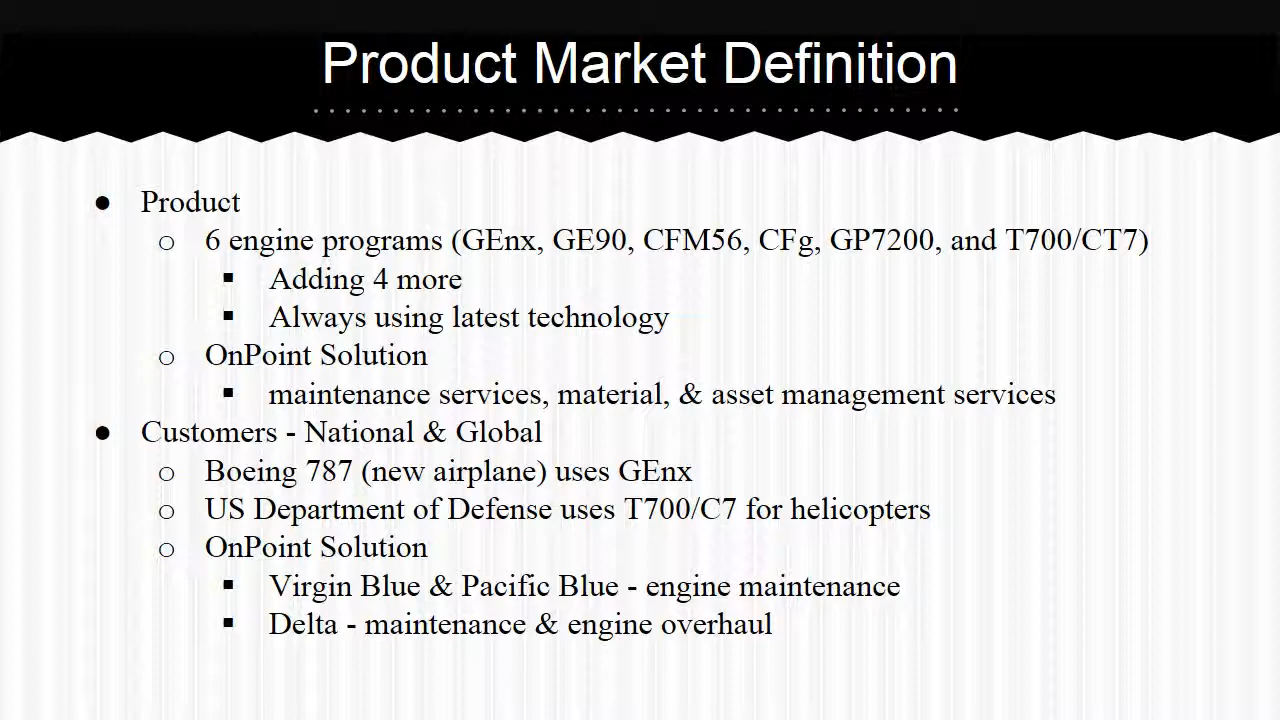 Product Market Definition
● Product
○ 6 engine programs (GEnx, GE90, CFM56, CFg, GP7200, and T700/CT7)
■ Adding 4 more
■ Always using latest technology
○ OnPoint Solution
■ maintenance services, material, & asset management services
● Customers - National & Global
○ Boeing 787 (new airplane) uses GEnx
○ US Department of Defense uses T700/C7 for helicopters
○ OnPoint Solution
■ Virgin Blue & Pacific Blue - engine maintenance
■ Delta - maintenance & engine overhaul